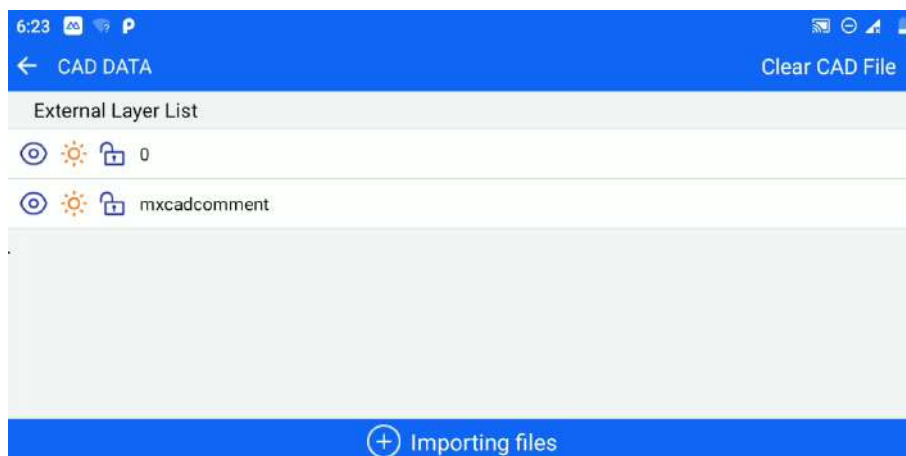 6:23
CAD DATA
Clear CAD File
External Layer List
0
mxcadcomment
Importing files